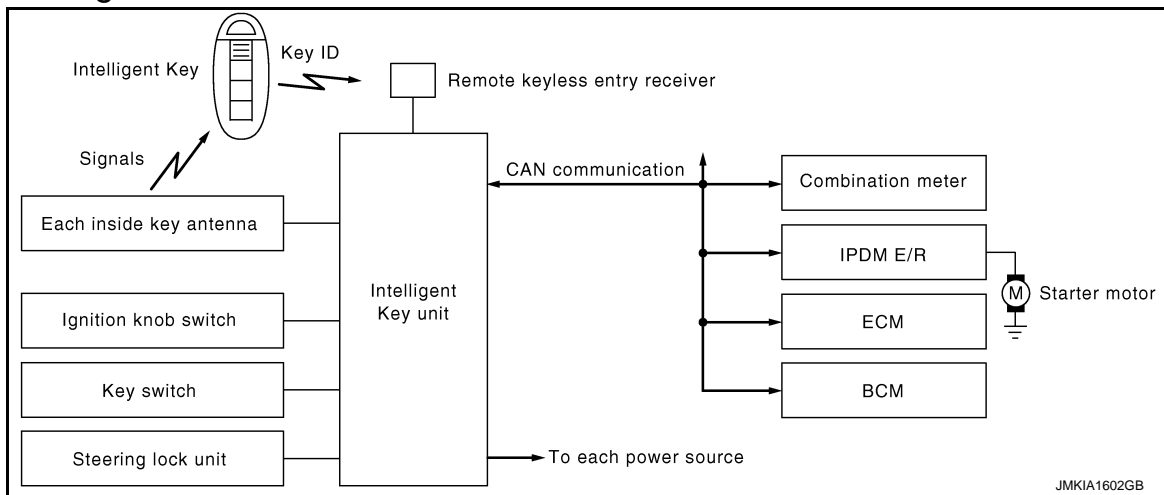 Key ID
Intelligent Key
Remote keyless entry receiver
Signals
CAN communication
Each inside key antenna
Combination meter
IPDM E/R
M
Starter motor
Intelligent
Key unit
Ignition knob switch
ECM
Key switch
BCM
Steering lock unit
To each power source
JMKIA1602GB